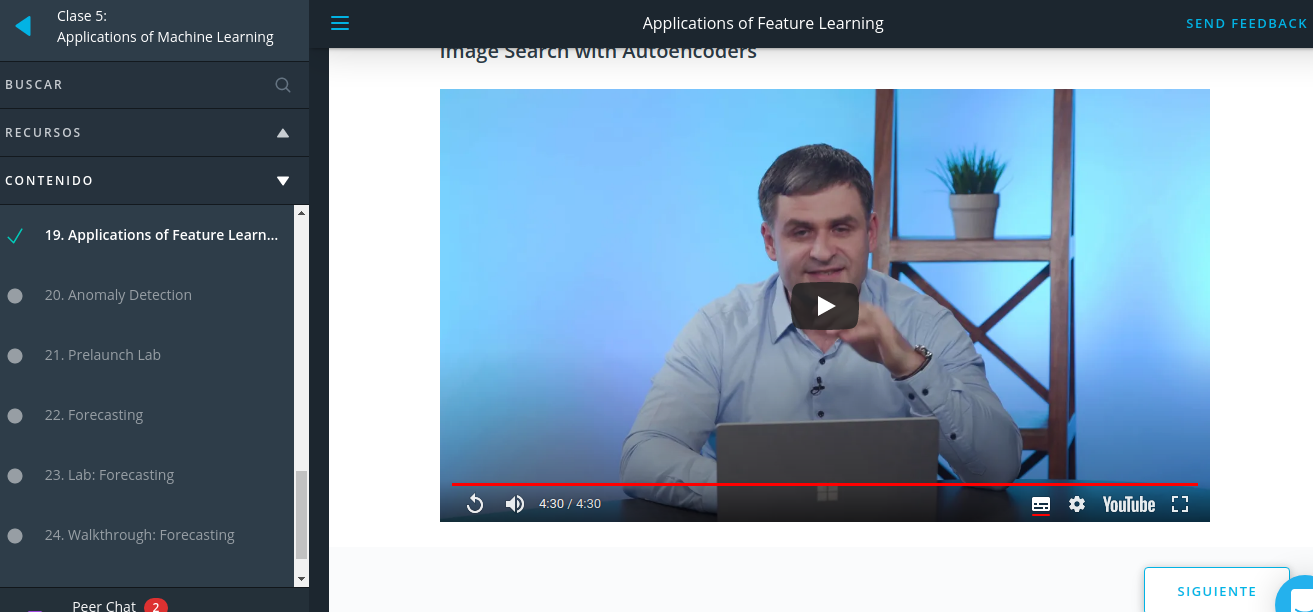 Clase 5:
Applications of Machine Learning
BUSCAR
RECURSOS
CONTENIDO
19. Applications of Feature Learn...
20. Anomaly Detection
21. Prelaunch Lab
22. Forecasting
23. Lab: Forecasting
24. Walkthrough: Forecasting
Peer Chat 2
Applications of Feature Learning
SEND FEEDBACK
Image Search with Autoencoders
4:30 / 4:30
YouTube
SIGUIENTE